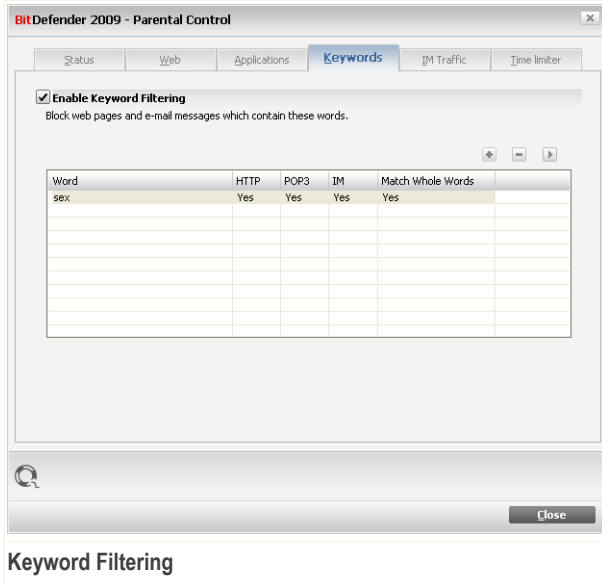 BitDefender 2009 - Parental Control
Status Web Applications Keywords IM Traffic Time limiter
Enable Keyword Filtering
Block web pages and e-mail messages which contain these words.
Word HTTP POP3 IM Match Whole Words
sex Yes Yes Yes Yes
Close
Keyword Filtering